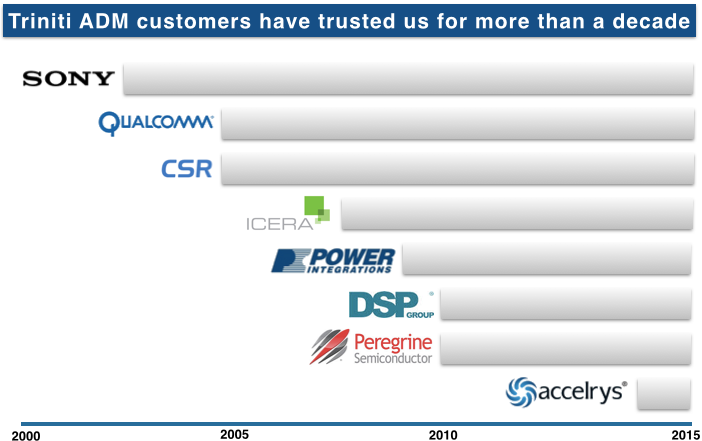 Triniti ADM customers have trusted us for more than a decade
SONY
QUALCOMM®
CSR
ICERA
POWER
INTEGRATIONS
DSP
GROUP
®
Peregrine
Semiconductor
accelrys®
2000 2005 2010 2015